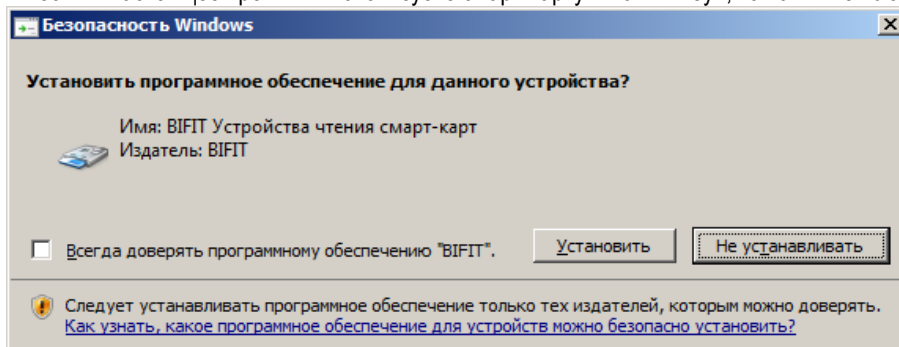 Безопасность Windows
Установить программное обеспечение для данного устройства?
Имя: BIFIT Устройства чтения смарт-карт
Издатель: BIFIT
Всегда доверять программному обеспечению "BIFIT".
Установить
Не устанавливать
Следует устанавливать программное обеспечение только тех издателей, которым можно доверять.
Как узнать, какое программное обеспечение для устройств можно безопасно установить?